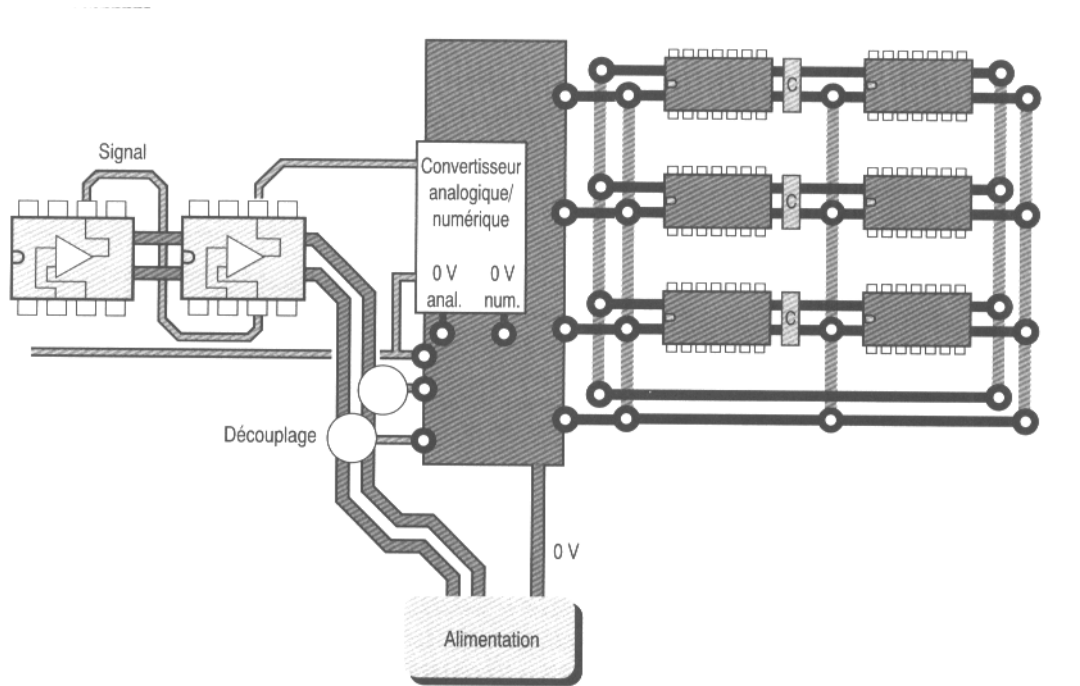 Signal
Convertisseur
analogique/
numérique
0 V
anal.
0 V
num.
C
C
C
Découplage
0 V
Alimentation